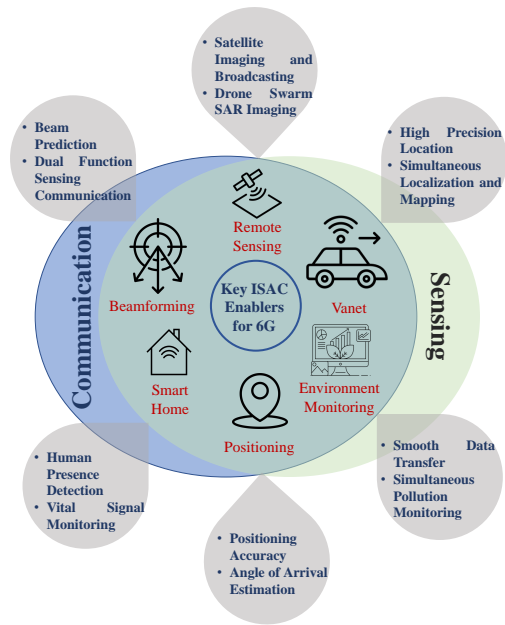 • Satellite
Imaging and
Broadcasting
• Drone Swarm
SAR Imaging
• Beam
Prediction
• Dual Function
Sensing
Communication
• High Precision
Location
• Simultaneous
Localization and
Mapping
Communication
Sensing
Remote
Sensing
Beamforming
Key ISAC
Enablers
for 6G
Vanet
Smart
Home
Environment
Monitoring
Positioning
• Human
Presence
Detection
• Vital Signal
Monitoring
• Smooth Data
Transfer
• Simultaneous
Pollution
Monitoring
• Positioning
Accuracy
• Angle of Arrival
Estimation